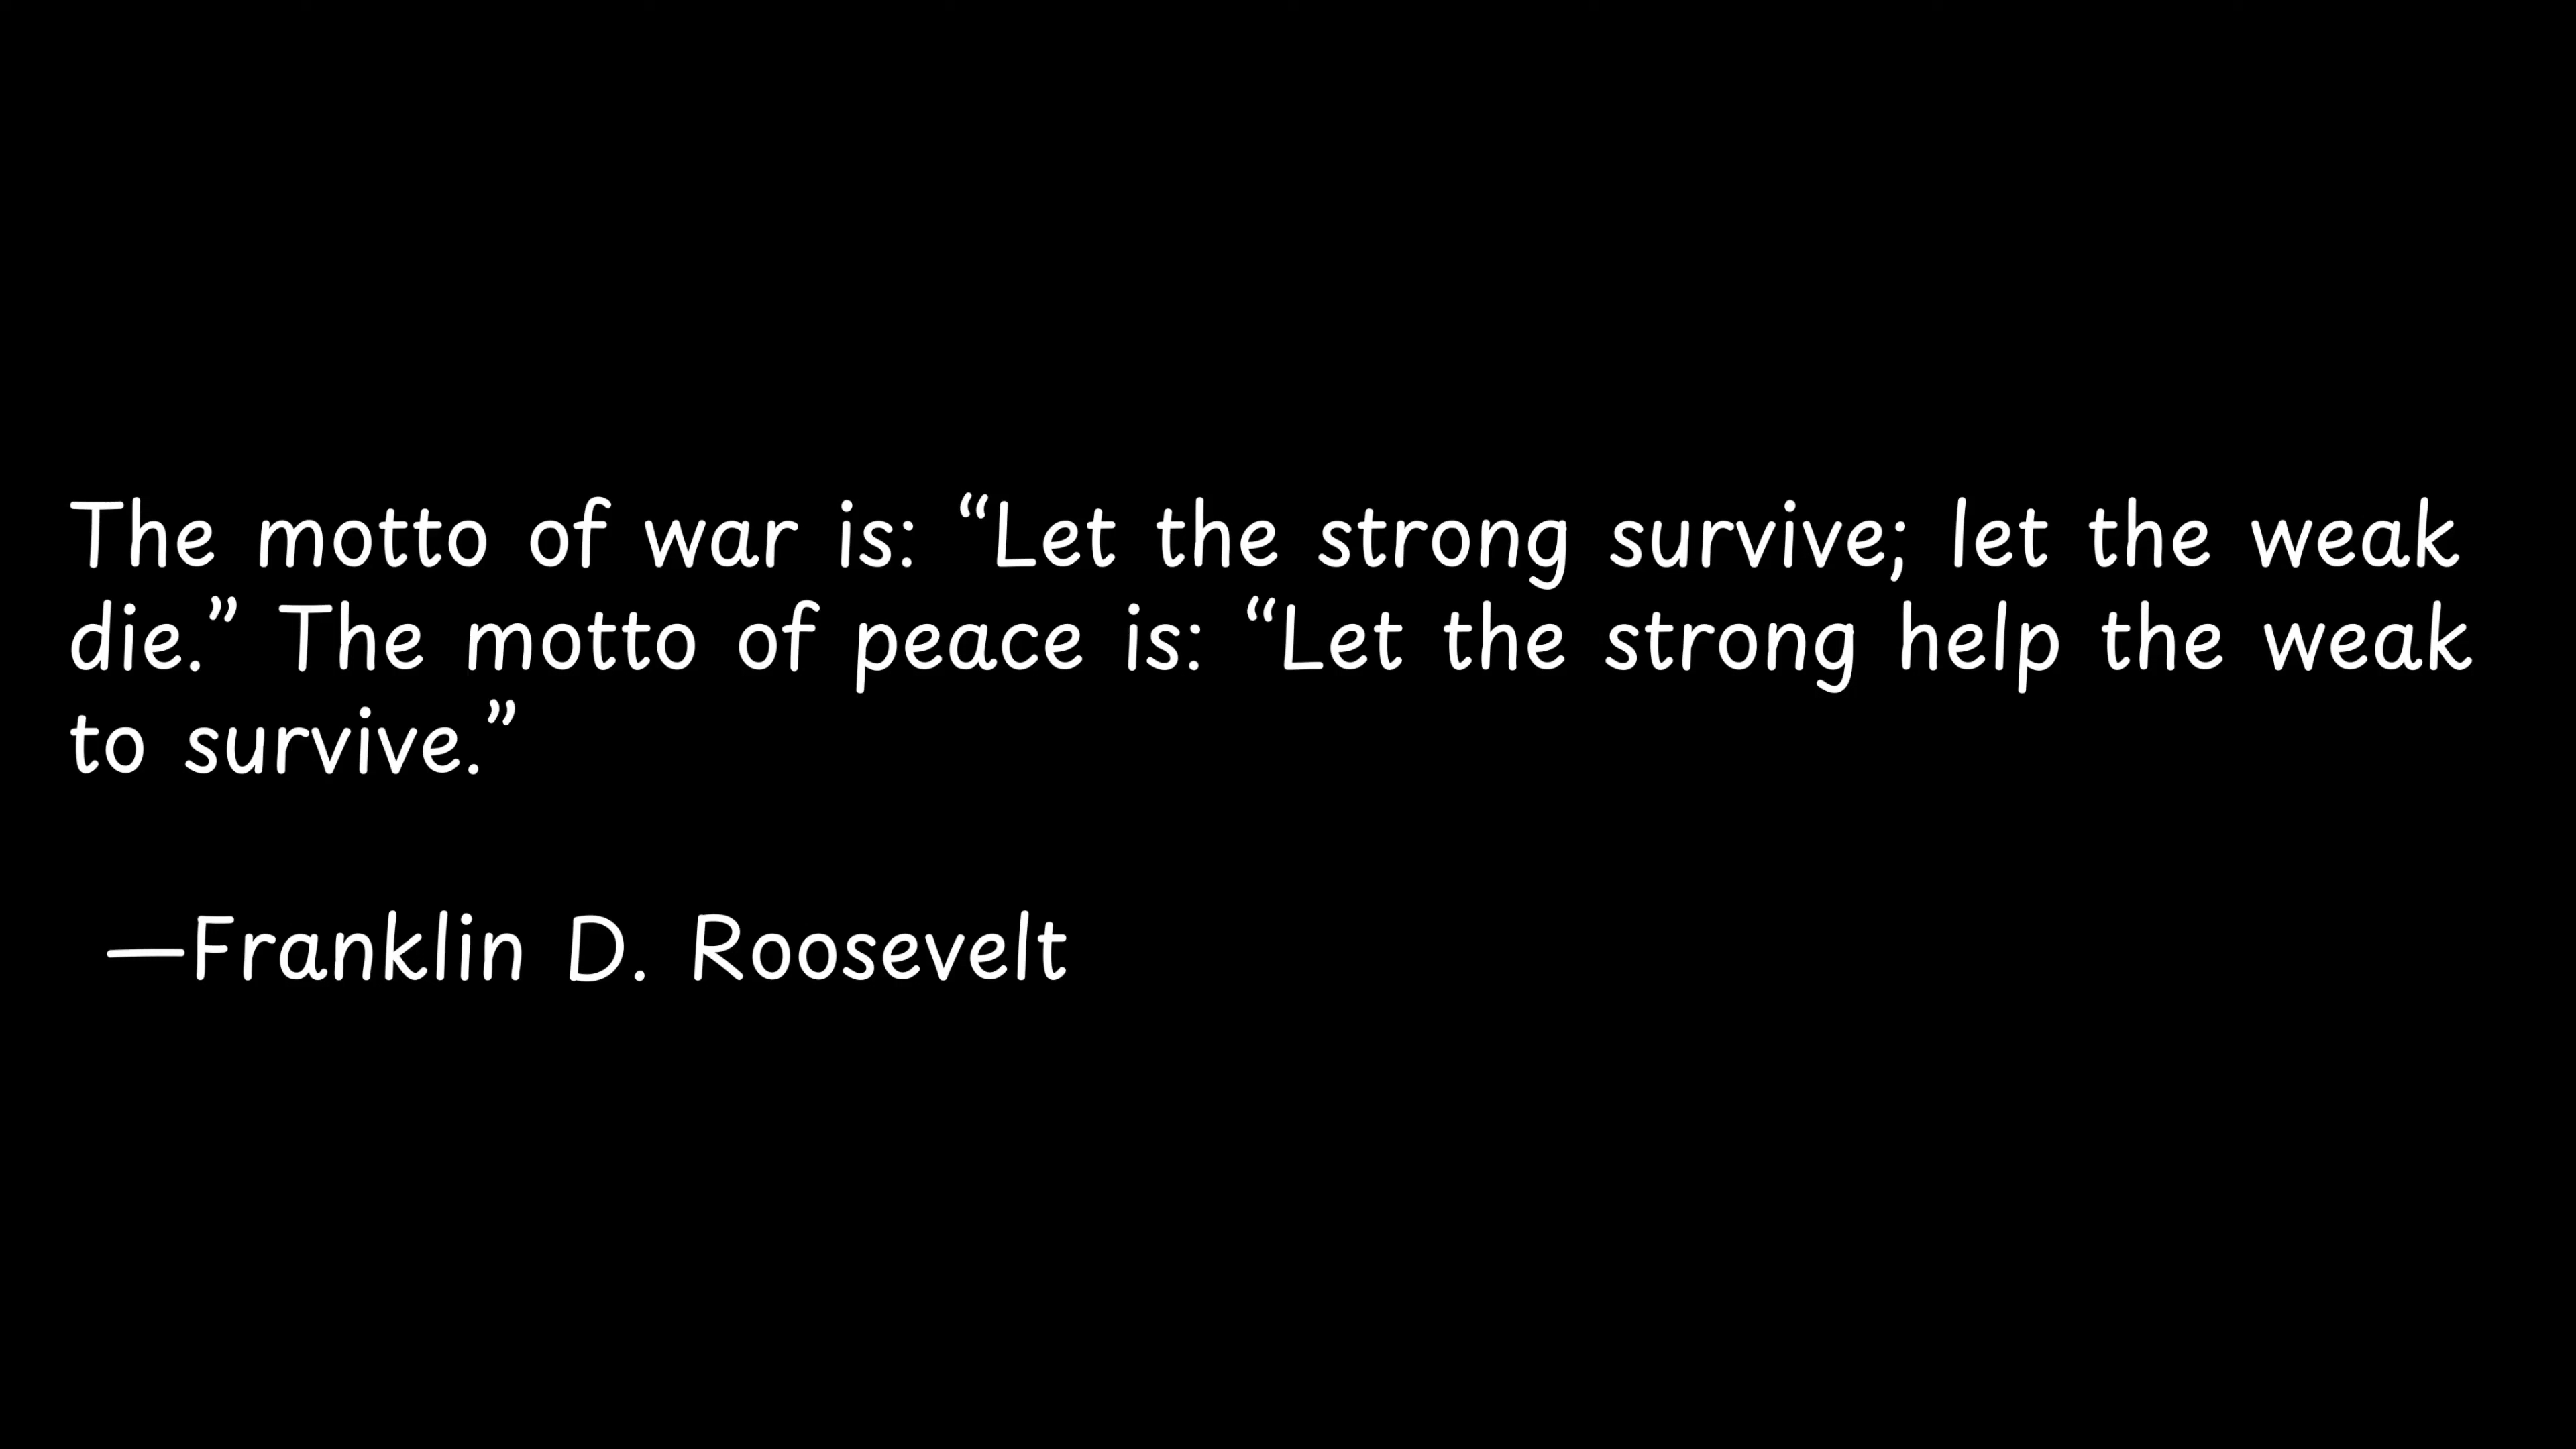 The motto of war is: “Let the strong survive; let the weak
die.” The motto of peace is: “Let the strong help the weak
to survive.”
—Franklin D. Roosevelt